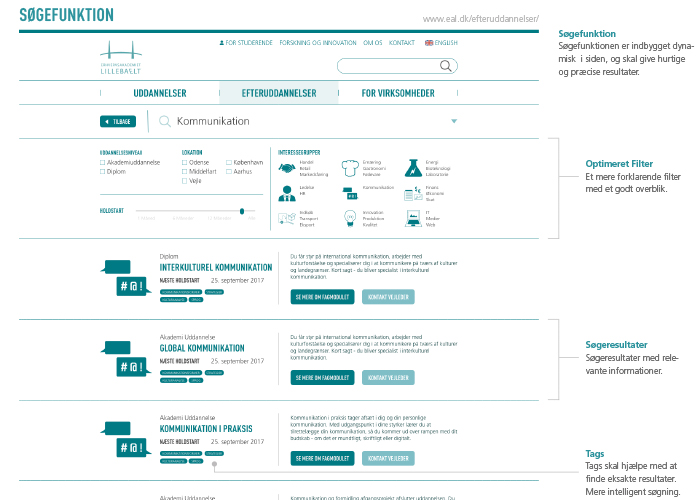 SØGEFUNKTION
www.eal.dk/efteruddannelser/
FOR STUDERENDE FORSKNING OG INNOVATION OM OS KONTAKT ENGLISH
LILLEBÆLT
UDDANNELSER EFTERUDDANNELSER FOR VIRKSOMHEDER
TILBAGE Kommunikation
UDDANNELSESNIVEAU
Akademiuddannelse
Diplom
LOKATION
Odense København
Middelfart Aarhus
Vejle
HOLDSTART
INTERESSEGRUPPER
Handel
Retail
Markedsføring
Ernæring
Gastronomi
Fødevare
Energi
Bioteknologi
Laboratorie
Ledelse
HR
Kommunikation
Finans
Økonomi
Skat
Indkøb
Transport
Eksport
Innovation
Produktion
Kvalitet
IT
Medier
Web
Diplom
INTERKULTUREL KOMMUNIKATION
NÆSTE HOLDSTART 25. september 2017
Du får styr på international kommunikation, arbejder med
kulturforståelse og specialiserer dig i at kommunikere på tværs af kulturer
og landegrænser. Kort sagt - du bliver specialist i interkulturel
kommunikation.
SE MERE OM FAGMODULET KONTAKT VEJLEDER
Akademi Uddannelse
GLOBAL KOMMUNIKATION
NÆSTE HOLDSTART 25. september 2017
Du får styr på international kommunikation, arbejder med
kulturforståelse og specialiserer dig i at kommunikere på tværs af kulturer
og landegrænser. Kort sagt - du bliver specialist i interkulturel
kommunikation.
SE MERE OM FAGMODULET KONTAKT VEJLEDER
Akademi Uddannelse
KOMMUNIKATION I PRAKSIS
NÆSTE HOLDSTART 25. september 2017
Kommunikation i praksis tager afsæt i dig og din personlige
kommunikation. Med udgangspunkt i dine styrker lærer du at
tilrettelægge din kommunikation, så du kommer ud over rampen med dit
budskab - om det er mundtligt, skriftligt eller digitalt.
SE MERE OM FAGMODULET KONTAKT VEJLEDER
Akademi Uddannelse
Søgefunktion
Søgefunktionen er indbygget dyna-
misk i siden, og skal give hurtige
og præcise resultater.
Optimeret Filter
Et mere forklarende filter
med et godt overblik.
Søgeresultater
Søgeresultater med rele-
vante informationer.
Tags
Tags skal hjælpe med at
finde eksakte resultater.
Mere intelligent søgning.